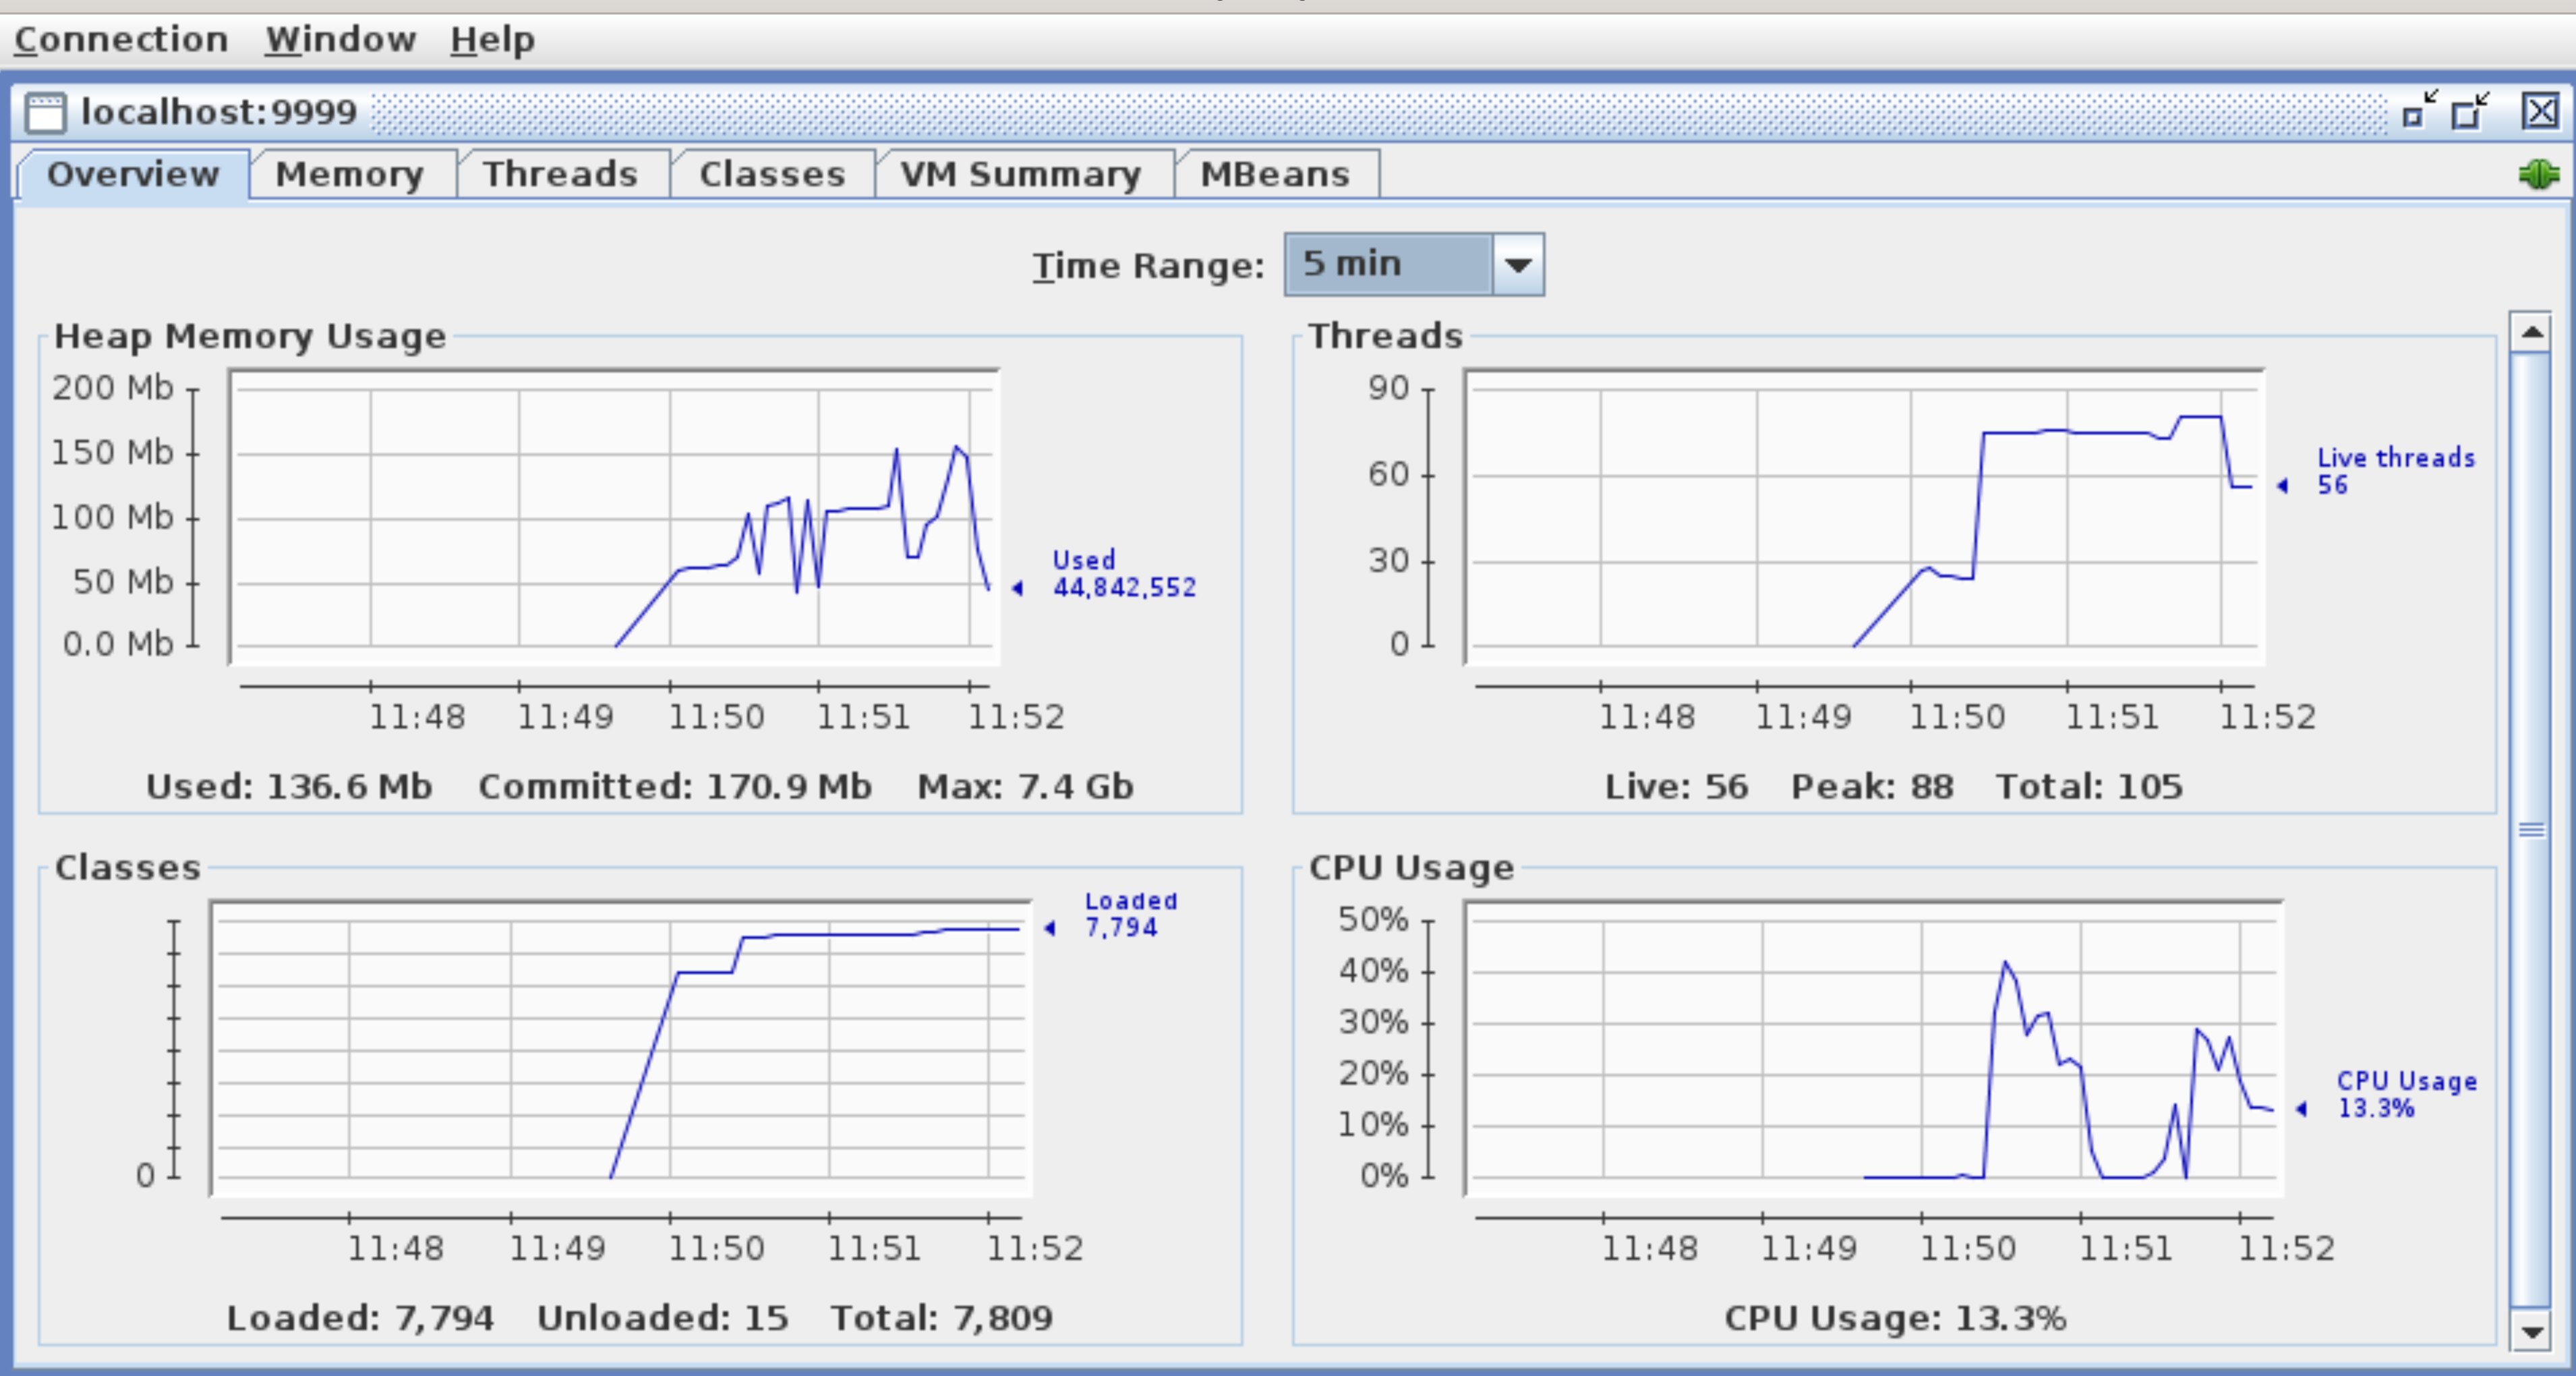 Connection Window Help
localhost:9999
Overview Memory Threads Classes VM Summary MBeans
Time Range: 5 min
Heap Memory Usage
200 Mb
150 Mb
100 Mb
50 Mb
0.0 Mb
Used
44,842,552
11:48 11:49 11:50 11:51 11:52
Used: 136.6 Mb Committed: 170.9 Mb Max: 7.4 Gb
Threads
90
60
30
0
Live threads
56
11:48 11:49 11:50 11:51 11:52
Live: 56 Peak: 88 Total: 105
Classes
Loaded
7,794
0
11:48 11:49 11:50 11:51 11:52
Loaded: 7,794 Unloaded: 15 Total: 7,809
CPU Usage
50%
40%
30%
20%
10%
0%
CPU Usage
13.3%
11:48 11:49 11:50 11:51 11:52
CPU Usage: 13.3%